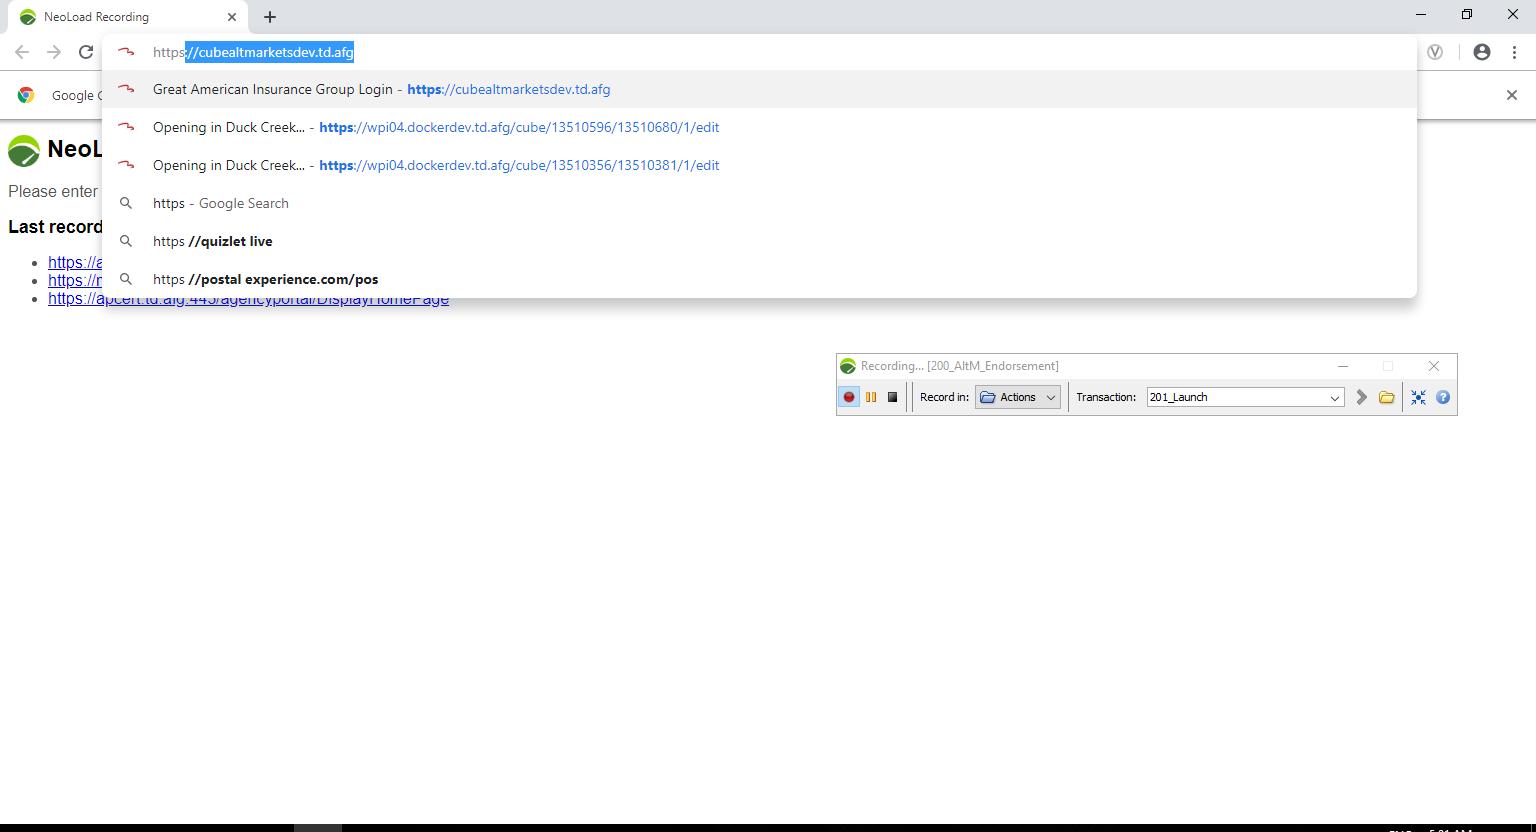 NeoLoad Recording
https://cubealtmarketsdev.td.afg
Great American Insurance Group Login - https://cubealtmarketsdev.td.afg
Google
Opening in Duck Creek... - https://wpi04.dockerdev.td.afg/cube/13510596/13510680/1/edit
Opening in Duck Creek... - https://wpi04.dockerdev.td.afg/cube/13510356/13510381/1/edit
Please enter
https - Google Search
Last record
https //quizlet live
https://a
https //postal experience.com/pos
https://apcert.td.afg:443/agencyportal/DisplayHomePage
Recording... [200_AltM_Endorsement]
Record in: Actions Transaction: 201_Launch